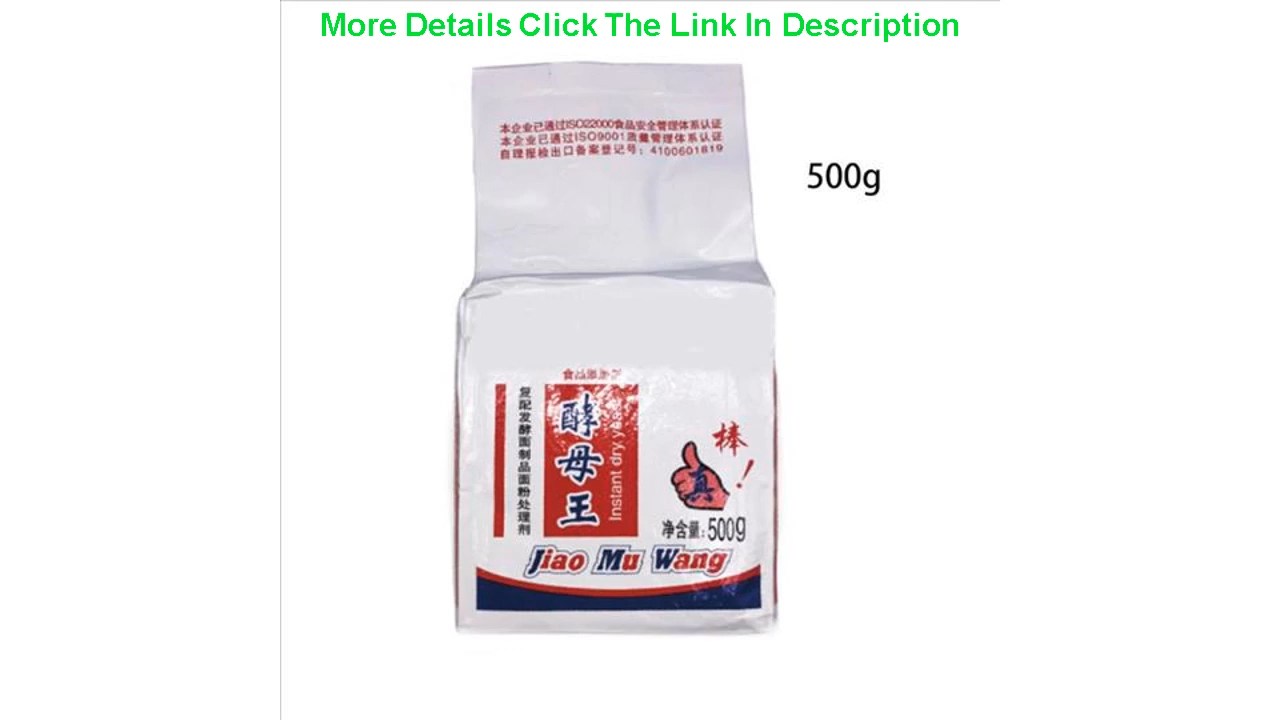 More Details Click The Link In Description
本企业已通过ISO22000食品安全管理体系认证
本企业已通过ISO9001质量管理体系认证
自理报检出口备案登记号：4100601819
500g
复配发酵面制品面粉处理剂
酵母王
Instant dry yeast
棒！
真
净含量：500g
Jiao Mu Wang